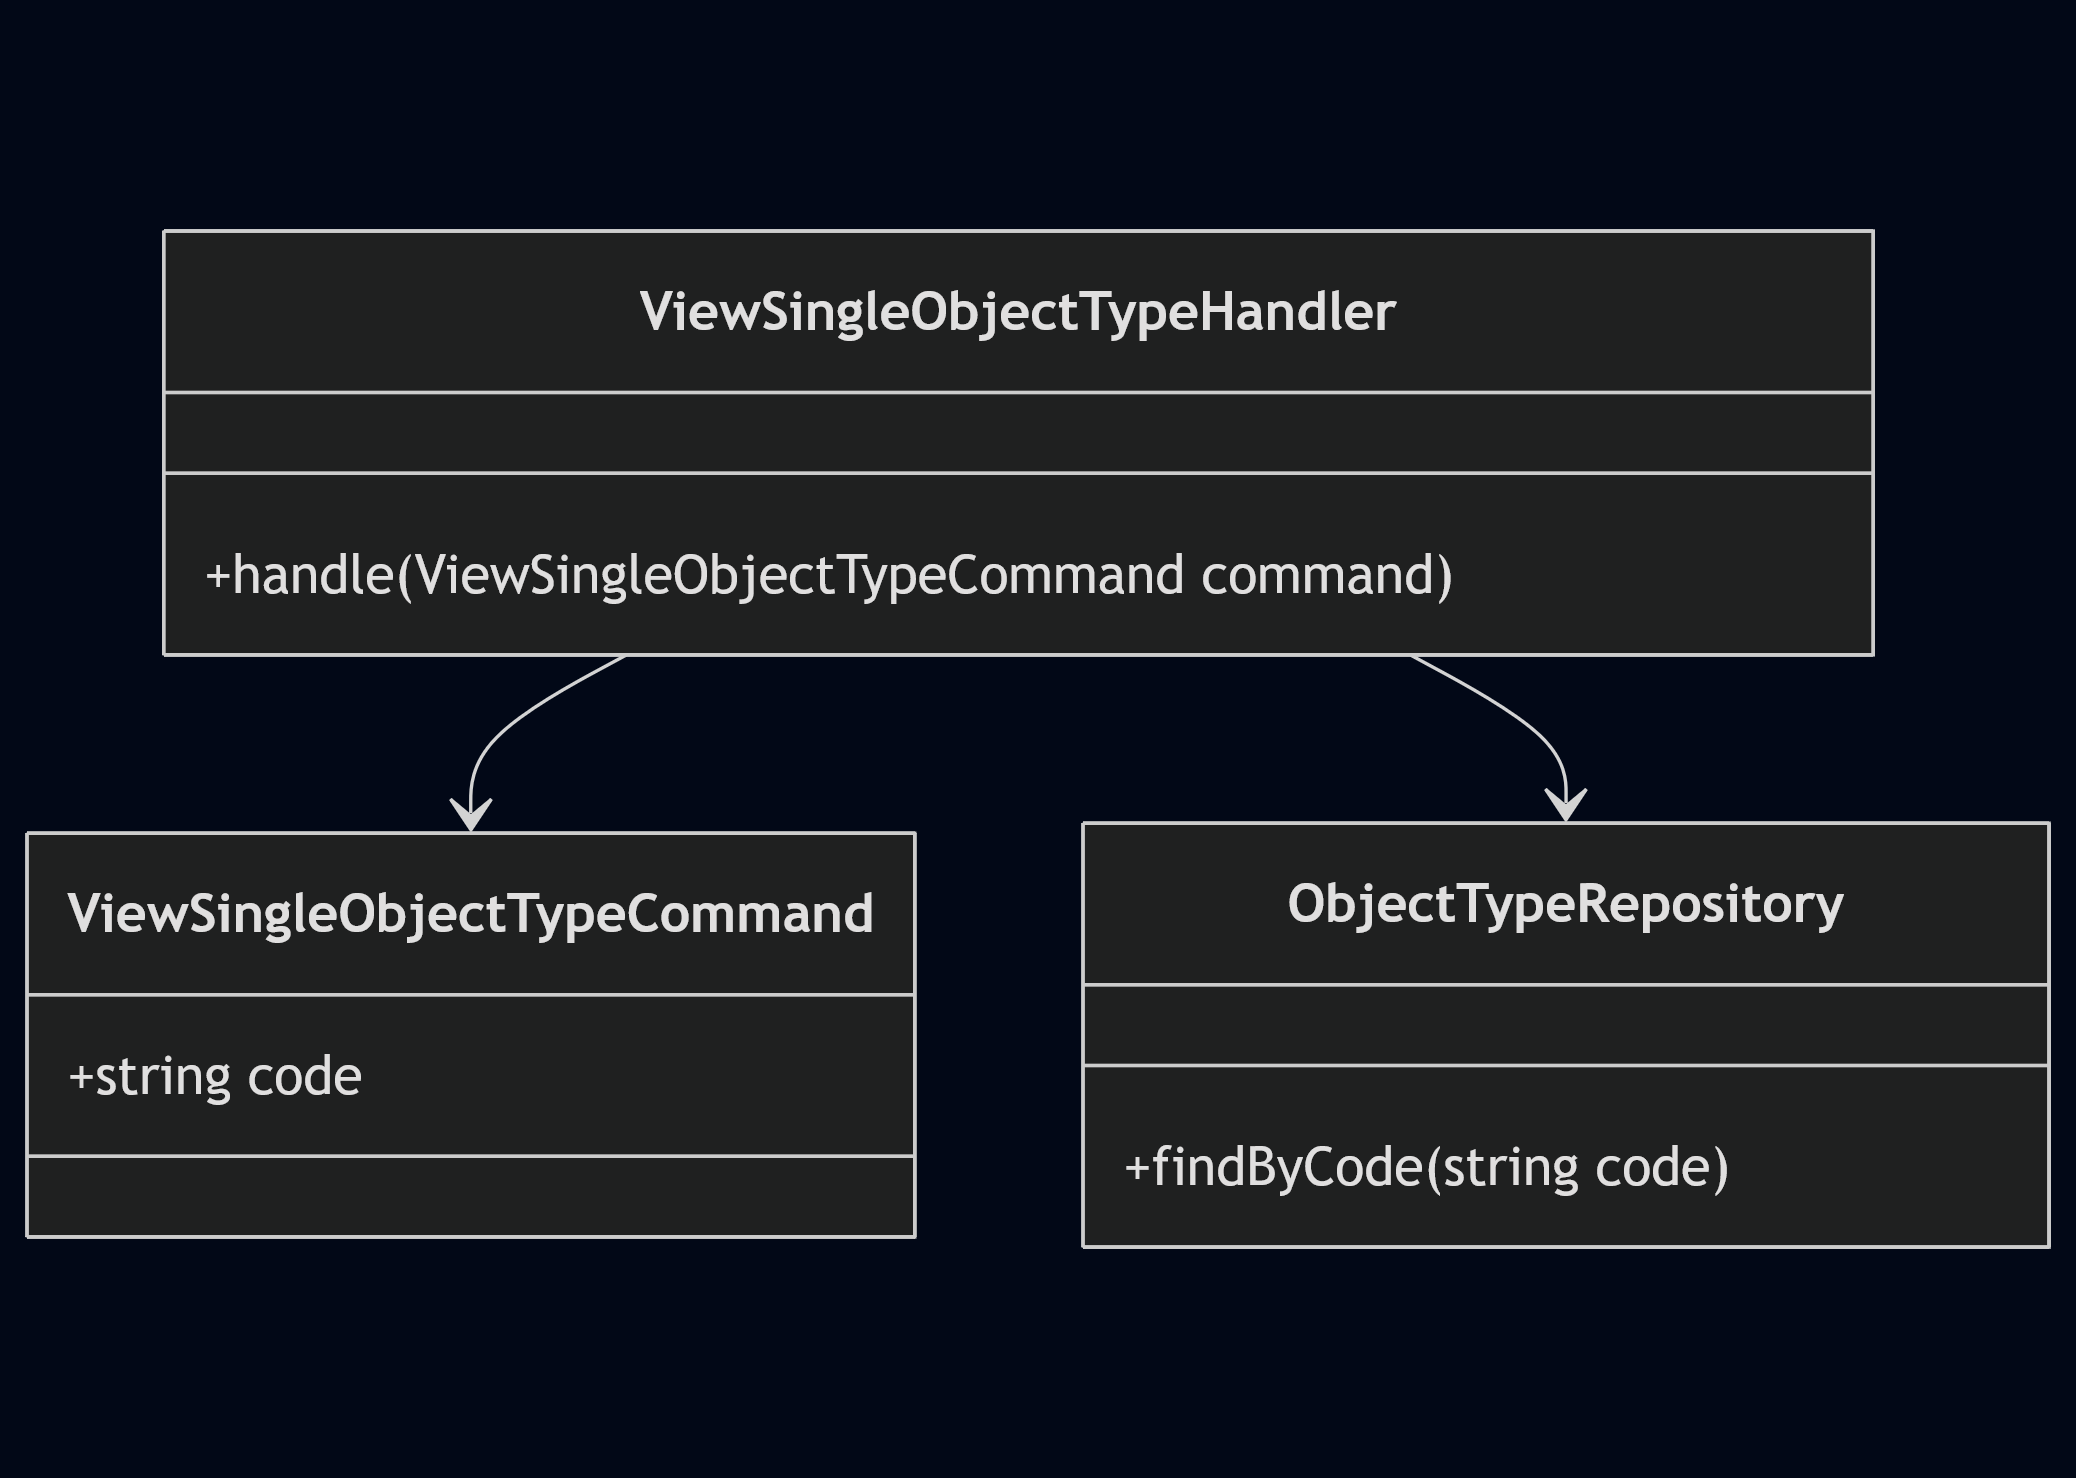 ViewSingleObjectTypeHandler
+handle(ViewSingleObjectTypeCommand command)
ViewSingleObjectTypeCommand
+string code
ObjectTypeRepository
+findByCode(string code)